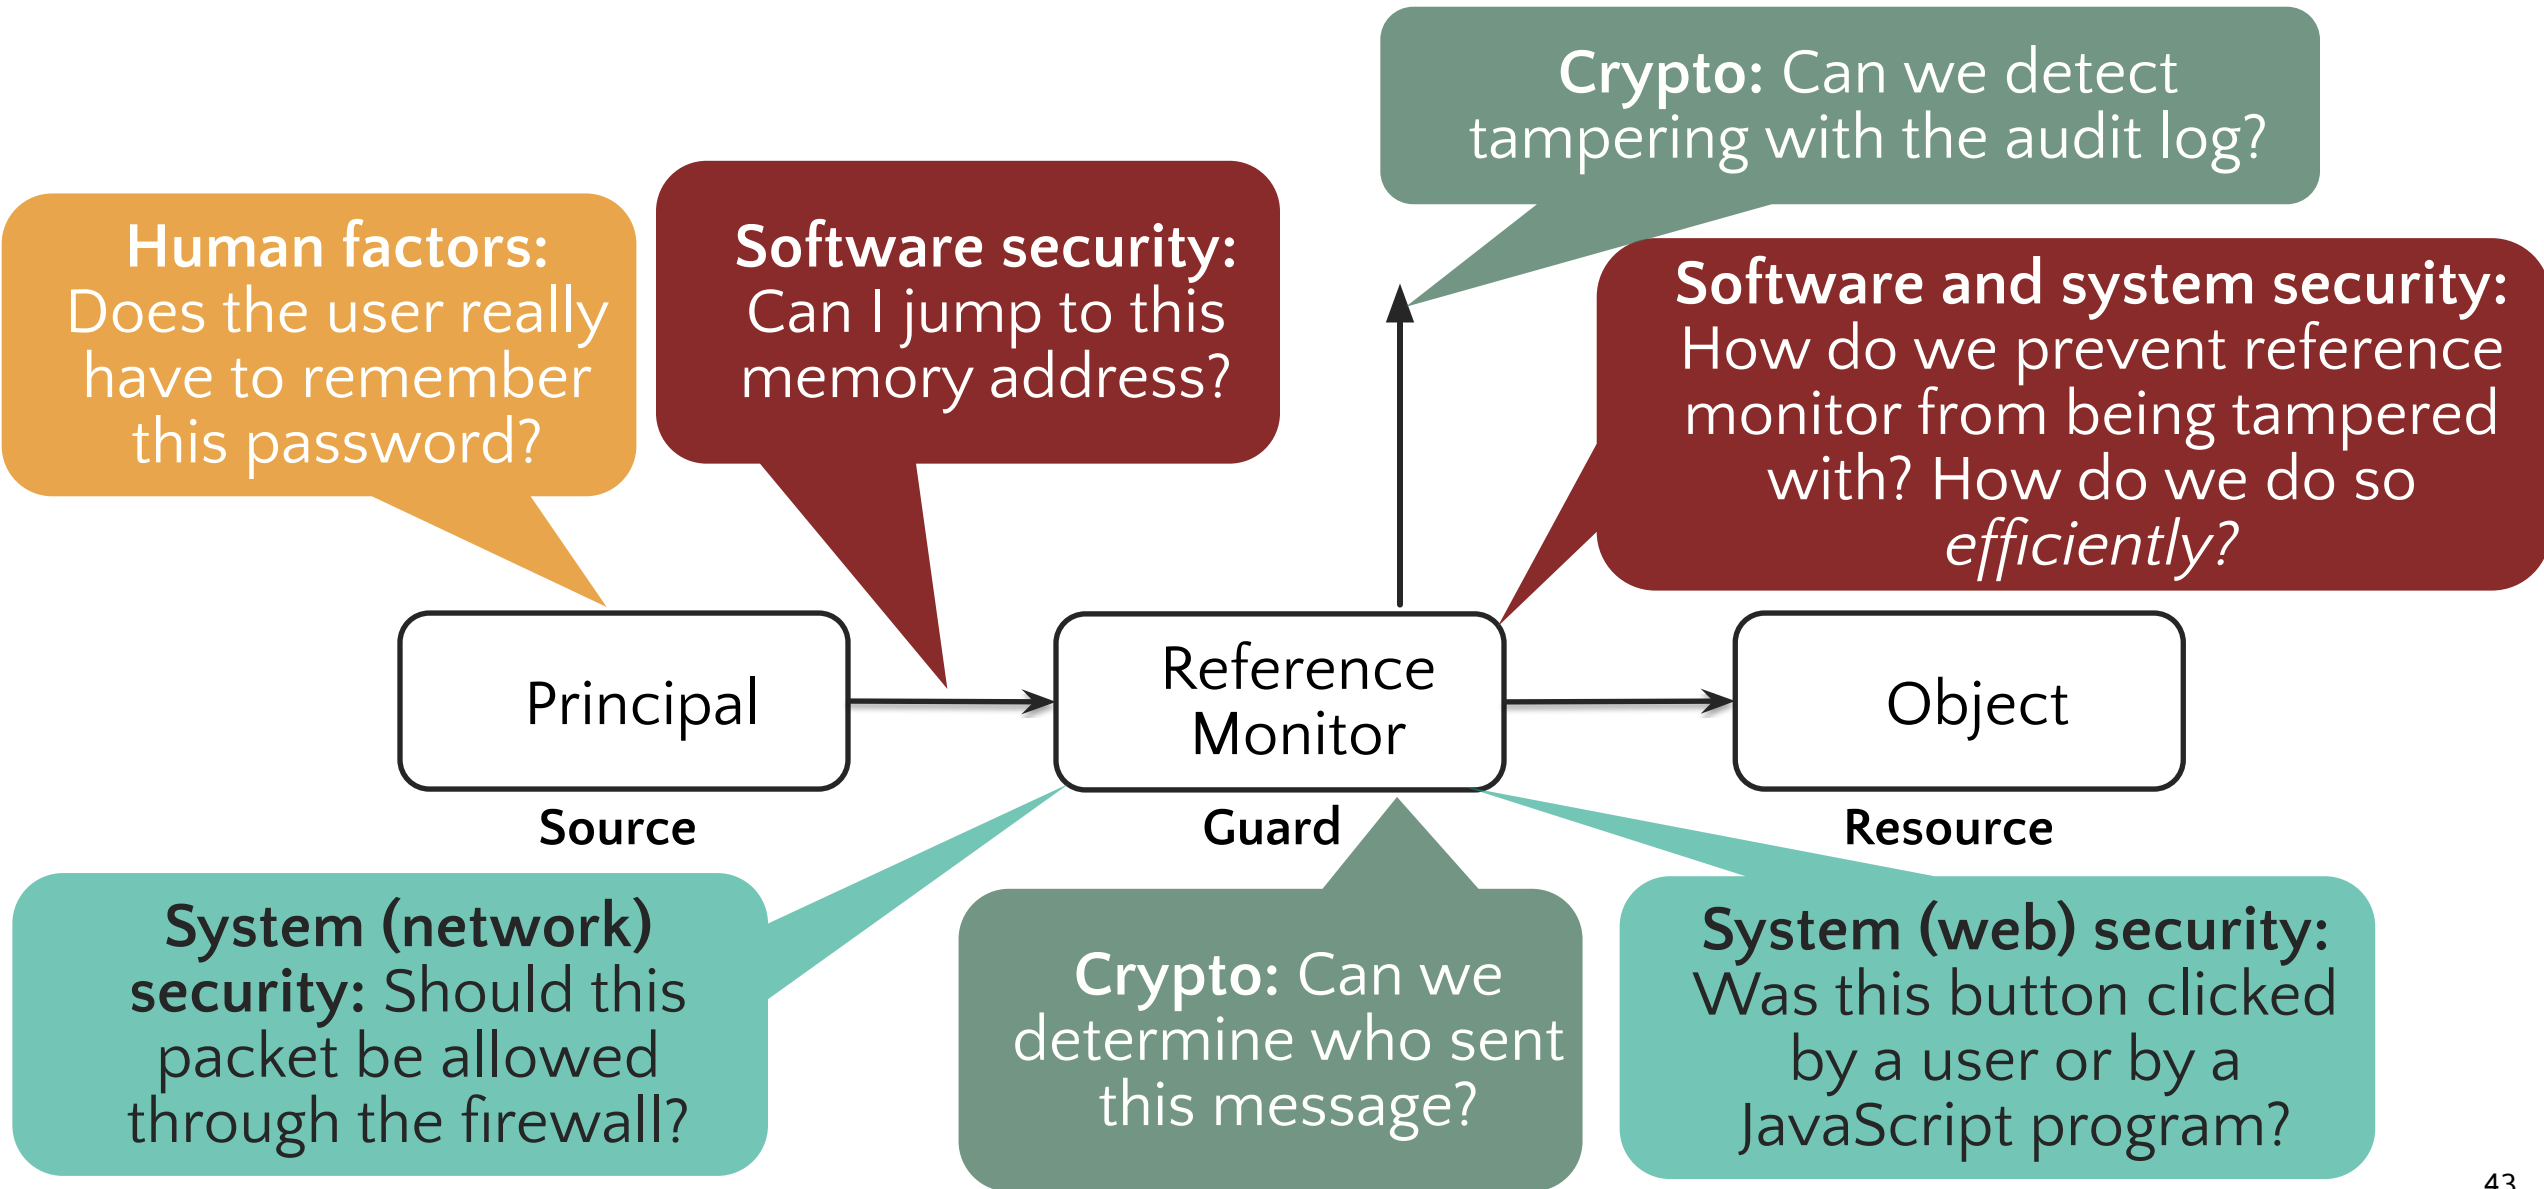 Crypto: Can we detect
tampering with the audit log?
Human factors:
Does the user really
have to remember
this password?
Software security:
Can I jump to this
memory address?
Software and system security:
How do we prevent reference
monitor from being tampered
with? How do we do so
efficiently?
Principal
Reference
Monitor
Object
Source
Guard
Resource
System (network)
security: Should this
packet be allowed
through the firewall?
Crypto: Can we
determine who sent
this message?
System (web) security:
Was this button clicked
by a user or by a
JavaScript program?
43